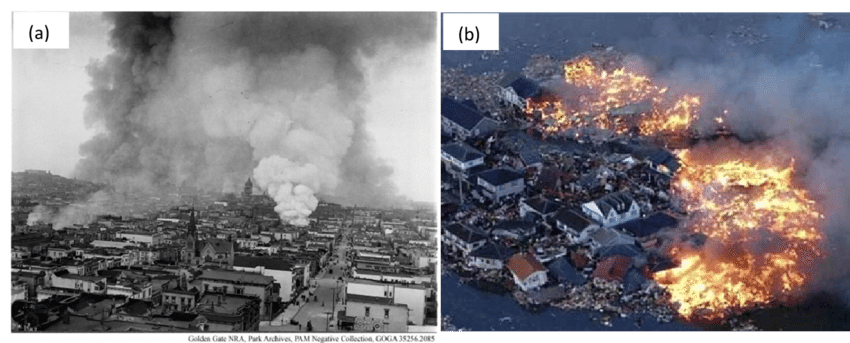 (a)
(b)
Golden Gate NRA, Park Archives, PAM Negative Collection, GOGA 35256.2085